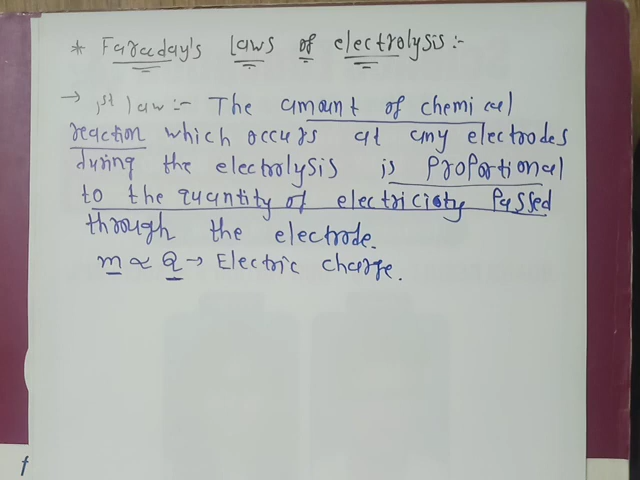 * Faraday's laws of electrolysis:-
→ 1st law:- The amount of chemical
reaction which occurs at any electrodes
during the electrolysis is proportional
to the quantity of electricioty passed
through the electrode.
m ∝ Q → Electric charge.
f